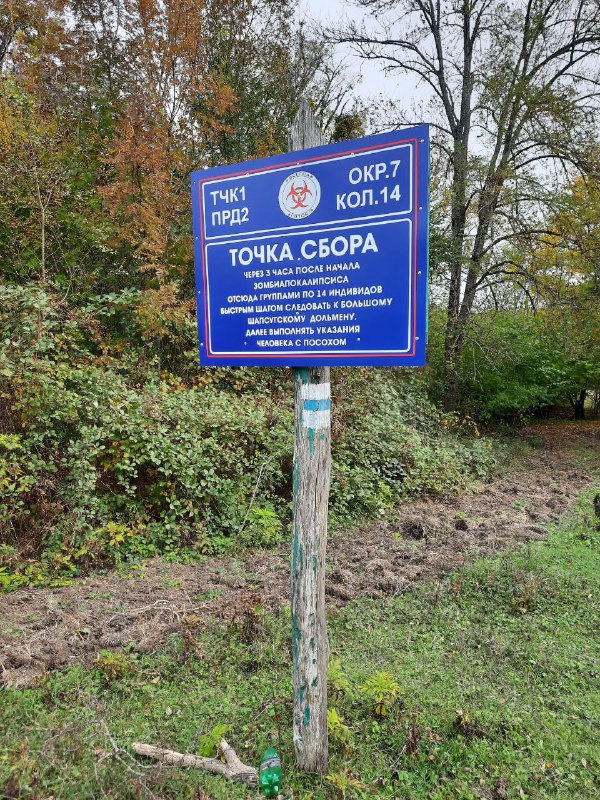 ТЧК1
ПРД2
ОКР.7
КОЛ.14
ТОЧКА СБОРА
ЧЕРЕЗ 3 ЧАСА ПОСЛЕ НАЧАЛА
ЗОМБИАПОКАЛИПСИСА
ОТСЮДА ГРУППАМИ ПО 14 ИНДИВИДОВ
БЫСТРЫМ ШАГОМ СЛЕДОВАТЬ К БОЛЬШОМУ
ШАПСУГСКОМУ ДОЛЬМЕНУ.
ДАЛЕЕ ВЫПОЛНЯТЬ УКАЗАНИЯ
ЧЕЛОВЕКА С ПОСОХОМ